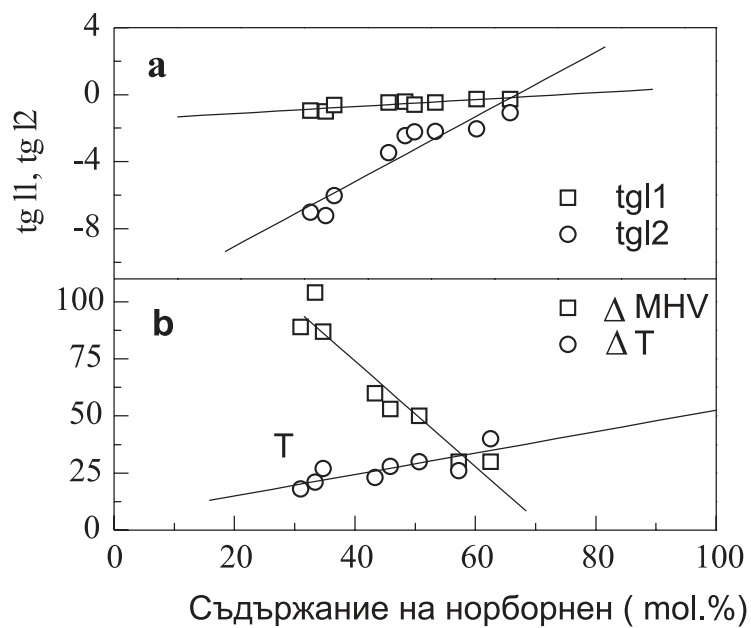 4
0
-4
-8
a
tg l1, tg l2
tgl1
tgl2
100
75
50
25
0
b
Δ MHV
Δ T
T
0 20 40 60 80 100
Съдържание на норборнен ( mol.%)